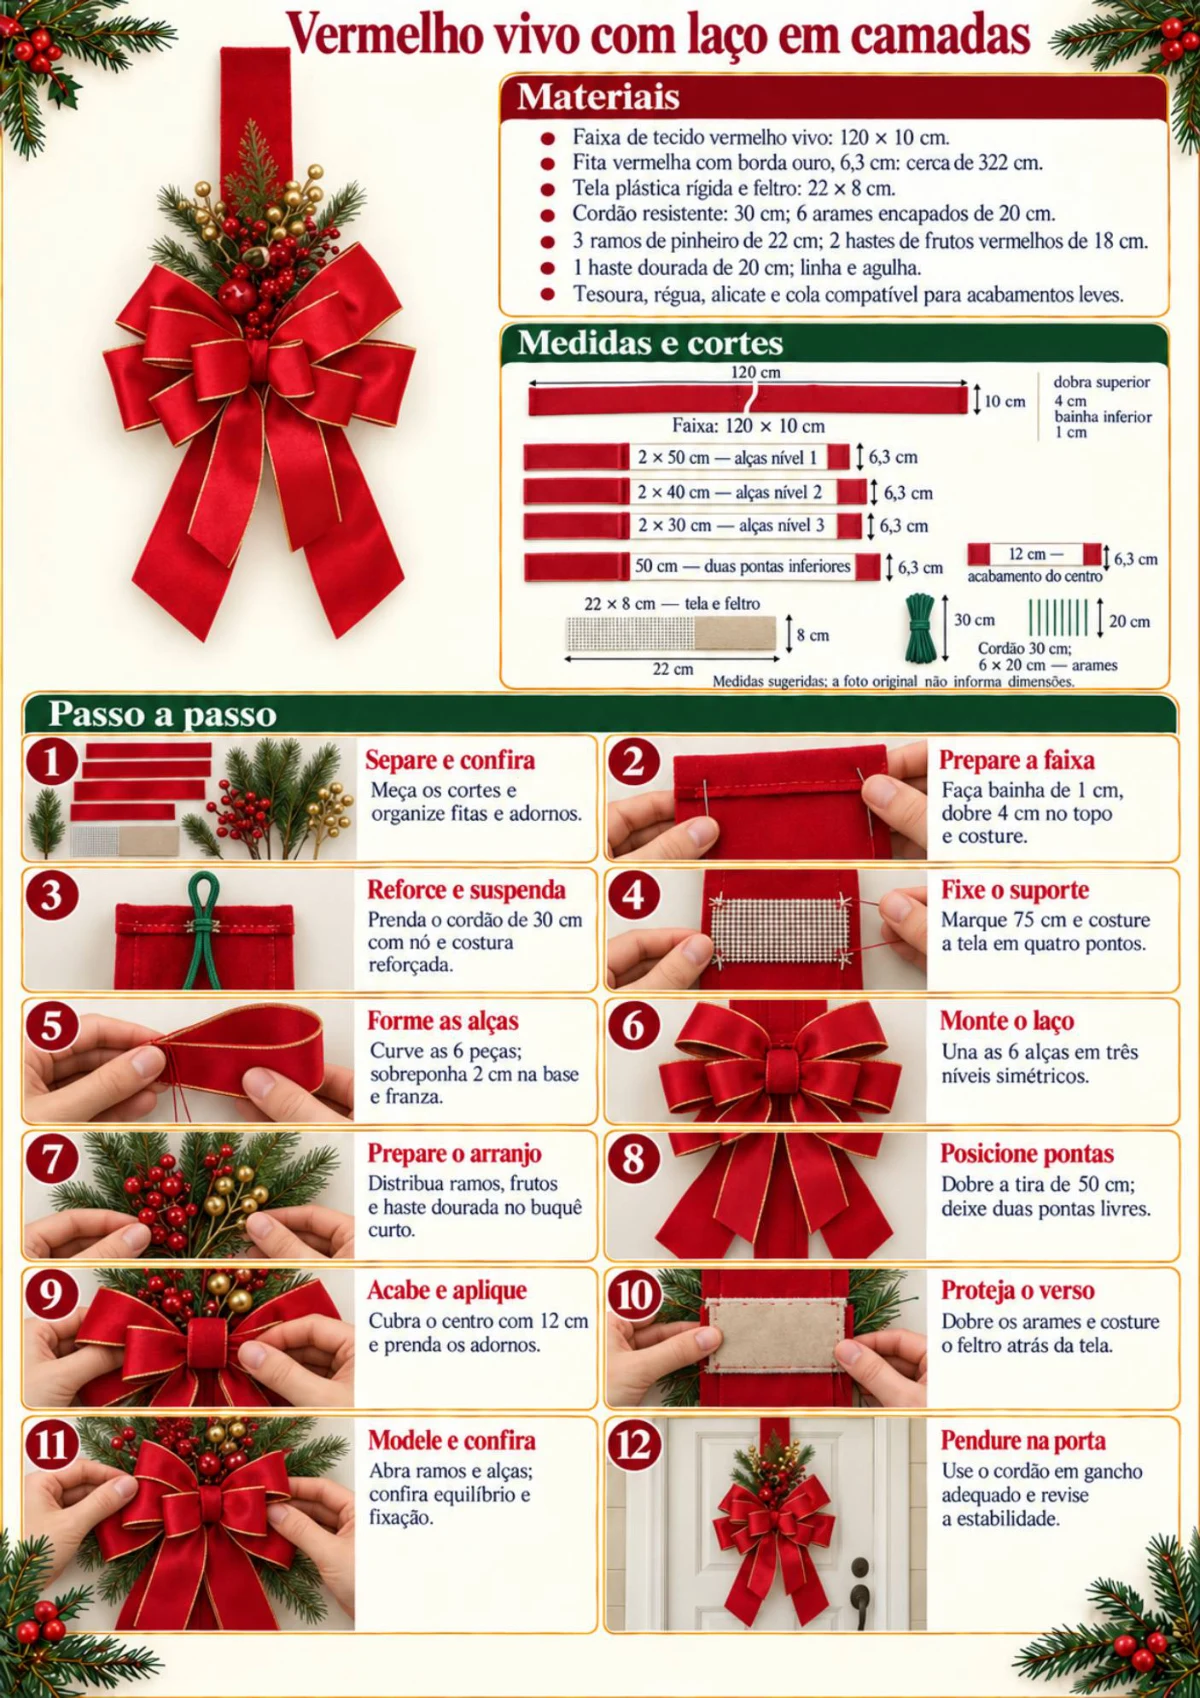 Vermelho vivo com laço em camadas
Materiais
Faixa de tecido vermelho vivo: 120 × 10 cm.
Fita vermelha com borda ouro, 6,3 cm: cerca de 322 cm.
Tela plástica rígida e feltro: 22 × 8 cm.
Cordão resistente: 30 cm; 6 arames encapados de 20 cm.
3 ramos de pinheiro de 22 cm; 2 hastes de frutos vermelhos de 18 cm.
1 haste dourada de 20 cm; linha e agulha.
Tesoura, régua, alicate e cola compatível para acabamentos leves.
Medidas e cortes
120 cm
10 cm
Faixa: 120 × 10 cm
dobra superior
4 cm
bainha inferior
1 cm
2 × 50 cm — alças nível 1
6,3 cm
2 × 40 cm — alças nível 2
6,3 cm
2 × 30 cm — alças nível 3
6,3 cm
50 cm — duas pontas inferiores
6,3 cm
12 cm —
6,3 cm
acabamento do centro
22 × 8 cm — tela e feltro
8 cm
22 cm
30 cm
20 cm
Cordão 30 cm;
6 × 20 cm — arames
Medidas sugeridas; a foto original não informa dimensões.
Passo a passo
1
Separe e confira
Meça os cortes e
organize fitas e adornos.
2
Prepare a faixa
Faça bainha de 1 cm,
dobre 4 cm no topo
e costure.
3
Reforce e suspenda
Prenda o cordão de 30 cm
com nó e costura
reforçada.
4
Fixe o suporte
Marque 75 cm e costure
a tela em quatro pontos.
5
Forme as alças
Curve as 6 peças;
sobreponha 2 cm na base
e franza.
6
Monte o laço
Una as 6 alças em três
níveis simétricos.
7
Prepare o arranjo
Distribua ramos, frutos
e haste dourada no buquê
curto.
8
Posicione pontas
Dobre a tira de 50 cm;
deixe duas pontas livres.
9
Acabe e aplique
Cubra o centro com 12 cm
e prenda os adornos.
10
Proteja o verso
Dobre os arames e costure
o feltro atrás da tela.
11
Modele e confira
Abra ramos e alças;
confira equilíbrio e
fixação.
12
Pendure na porta
Use o cordão em gancho
adequado e revise
a estabilidade.